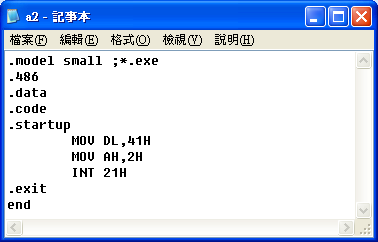 a2 - 記事本
檔案(F) 編輯(E) 格式(O) 檢視(V) 說明(H)
.model small ;*.exe
.486
.data
.code
.startup
        MOV DL,41H
        MOV AH,2H
        INT 21H
.exit
end